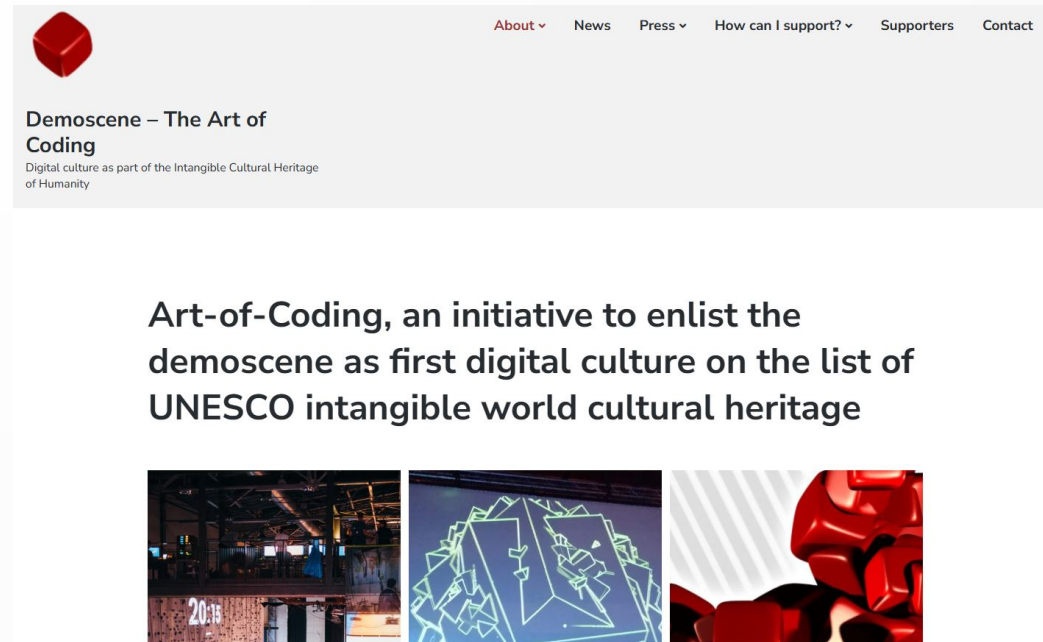 About News Press How can I support? Supporters Contact
Demoscene – The Art of
Coding
Digital culture as part of the Intangible Cultural Heritage
of Humanity
Art-of-Coding, an initiative to enlist the
demoscene as first digital culture on the list of
UNESCO intangible world cultural heritage
20:15